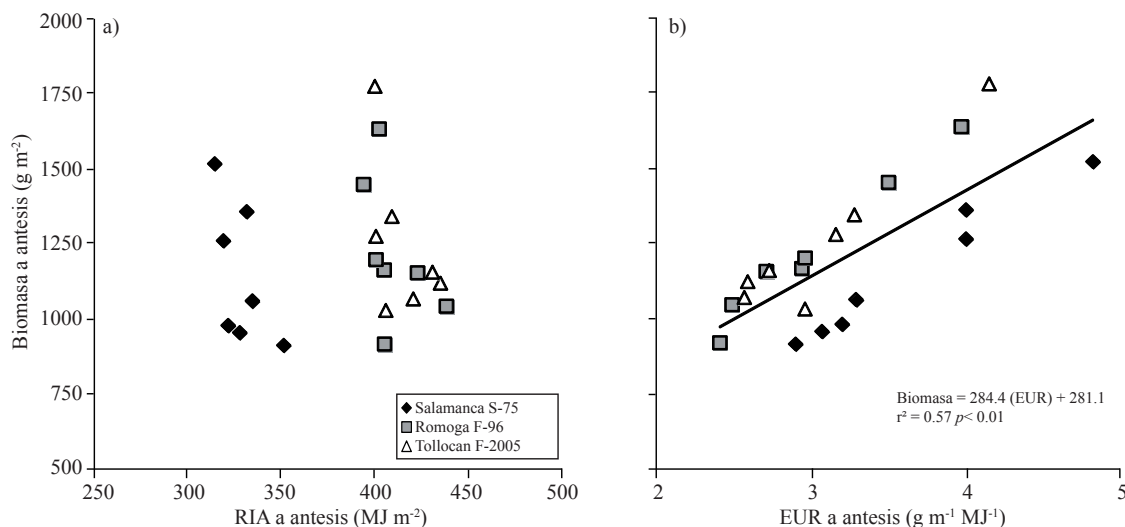 a)
Biomasa a antesis (g m⁻²)
2000
1750
1500
1250
1000
750
500
250 300 350 400 450 500
RIA a antesis (MJ m⁻²)
Salamanca S-75
Romoga F-96
Tollocan F-2005
b)
Biomasa = 284.4 (EUR) + 281.1
r² = 0.57 p< 0.01
2 3 4 5
EUR a antesis (g m⁻¹ MJ⁻¹)